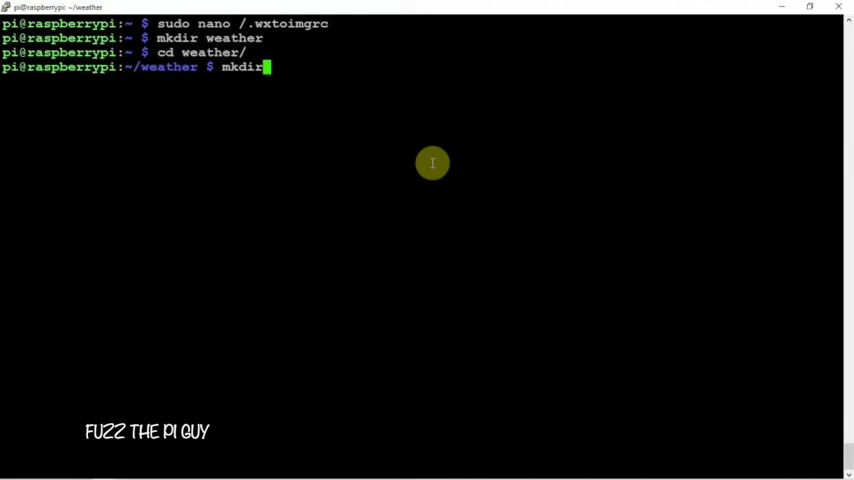 pi@raspberrypi: ~/weather
pi@raspberrypi:~ $ sudo nano /.wxtoimgrc
pi@raspberrypi:~ $ mkdir weather
pi@raspberrypi:~ $ cd weather/
pi@raspberrypi:~/weather $ mkdir
FUZZ THE PI GUY